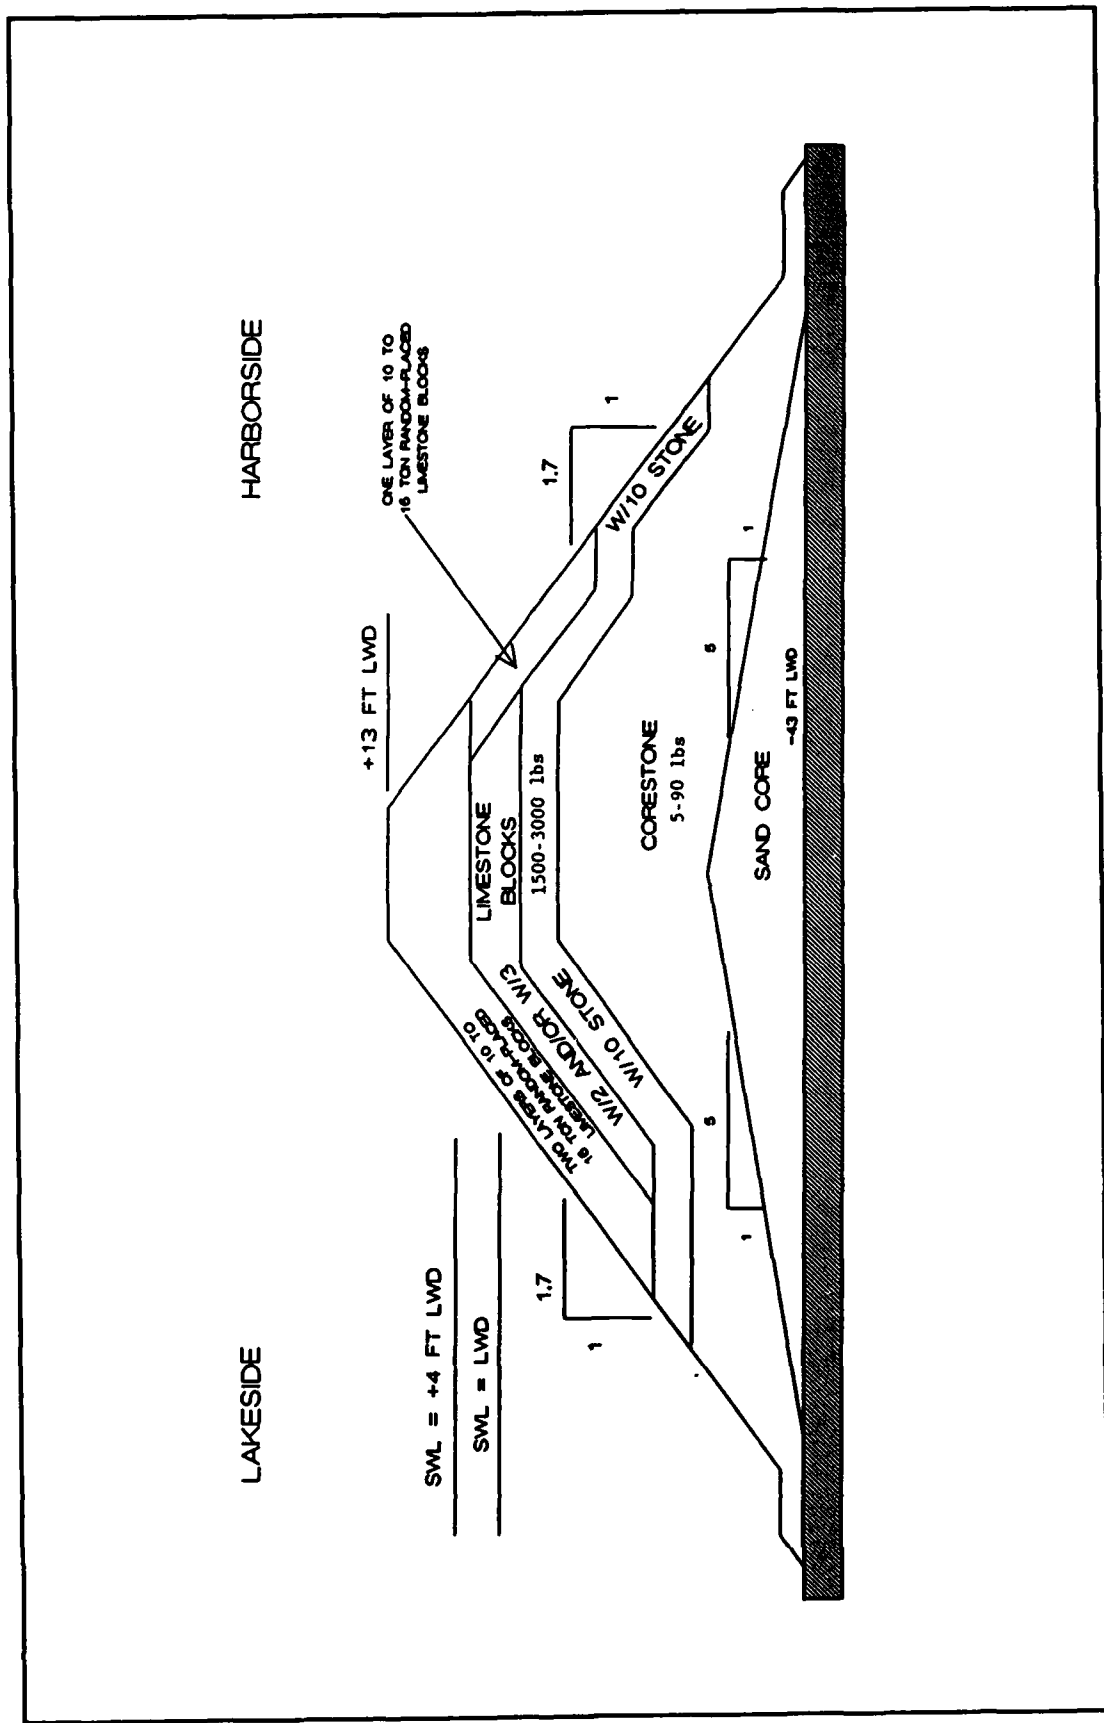 LAKESIDE
HARBORSIDE
+13 FT LWD
ONE LAYER OF 10 TO
16 TON RANDOM-PLACED
LIMESTONE BLOCKS
SWL = +4 FT LWD
SWL = LWD
TWO LAYERS OF 10 TO
16 TON RANDOM-PLACED
LIMESTONE BLOCKS
LIMESTONE
BLOCKS
W/2 AND/OR W/3
1500-3000 lbs
W/10 STONE
W/10 STONE
1.7
1
1.7
1
CORESTONE
5-90 lbs
5
1
5
1
SAND CORE
-43 FT LWD